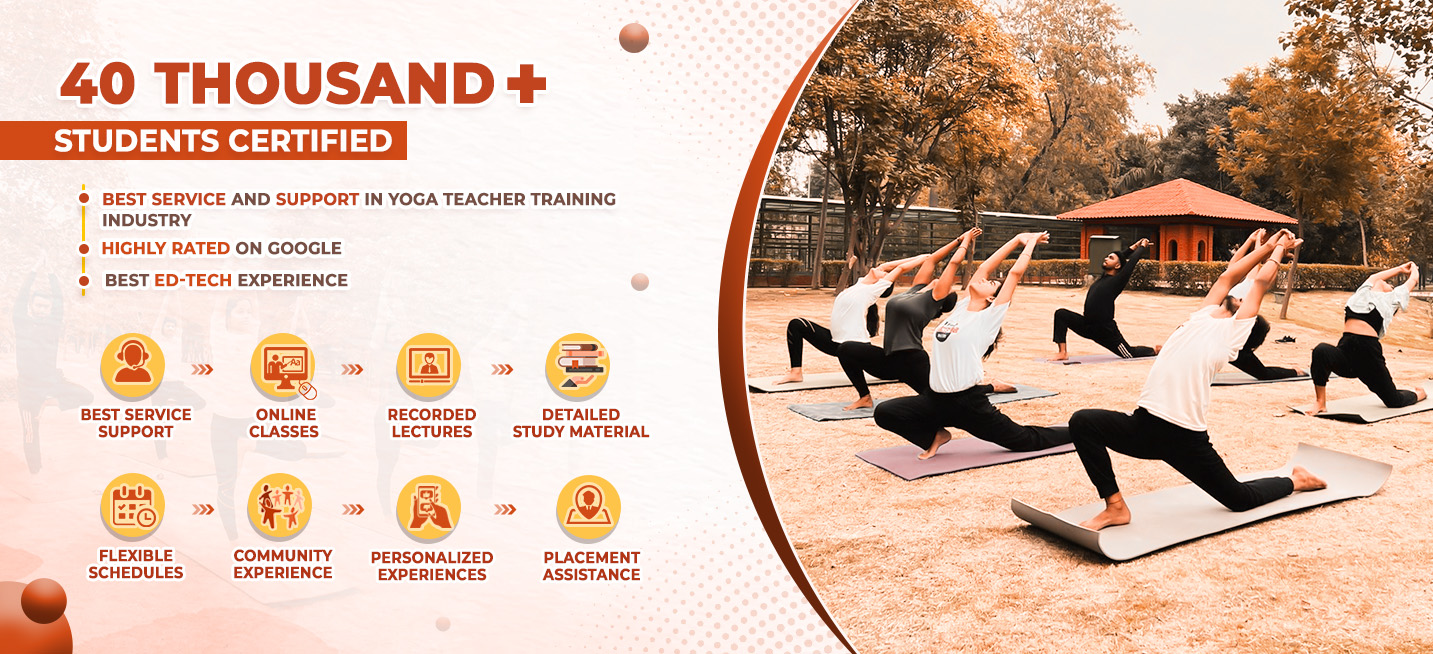 40 THOUSAND +
STUDENTS CERTIFIED
BEST SERVICE AND SUPPORT IN YOGA TEACHER TRAINING
INDUSTRY
HIGHLY RATED ON GOOGLE
BEST ED-TECH EXPERIENCE
BEST SERVICE
SUPPORT
ONLINE
CLASSES
RECORDED
LECTURES
DETAILED
STUDY MATERIAL
FLEXIBLE
SCHEDULES
COMMUNITY
EXPERIENCE
PERSONALIZED
EXPERIENCES
PLACEMENT
ASSISTANCE